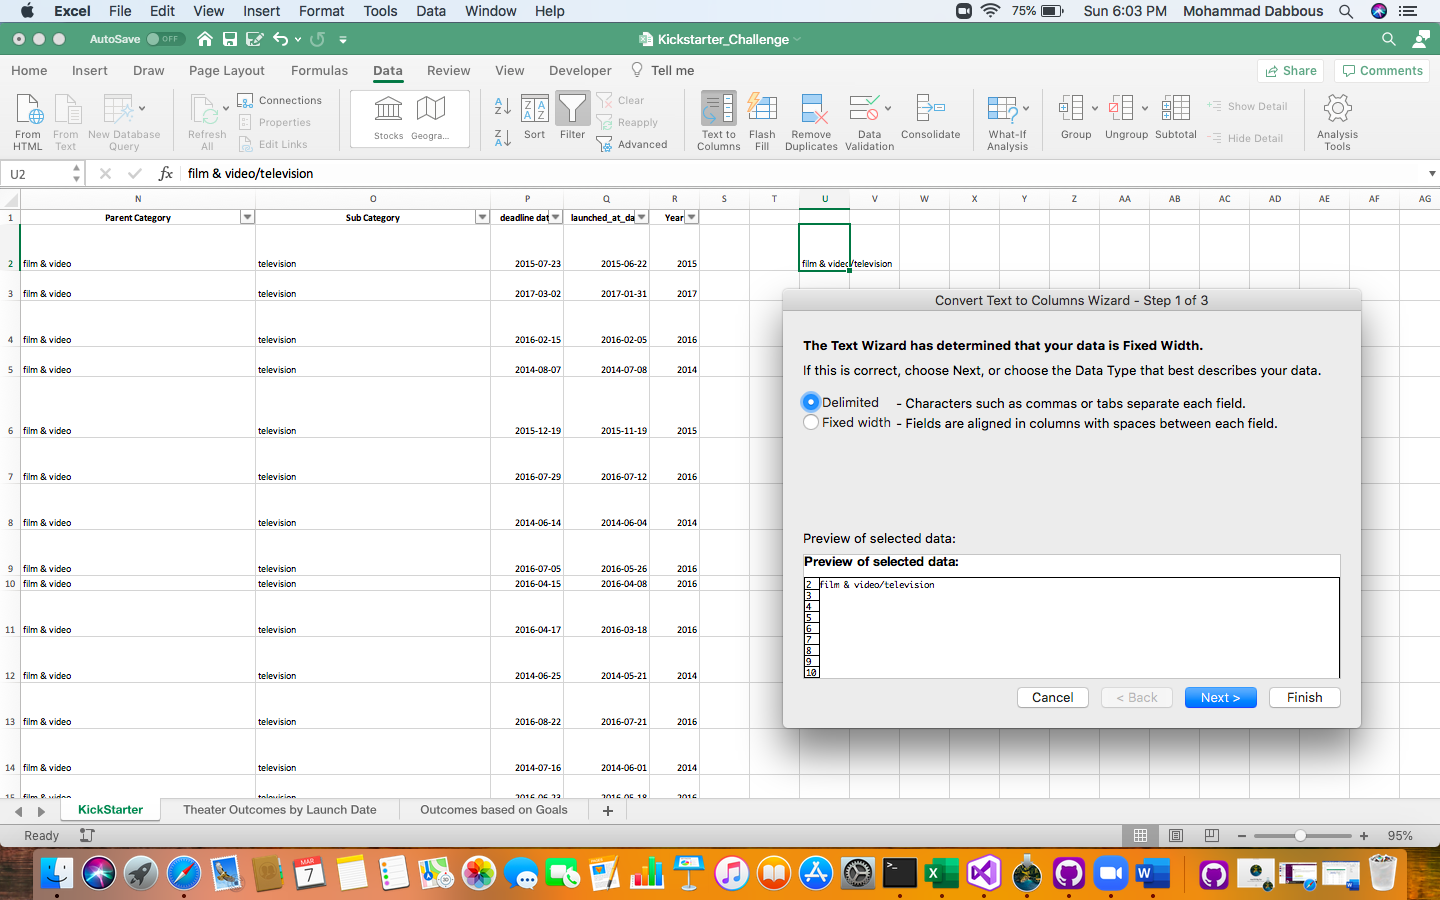 Excel File Edit View Insert Format Tools Data Window Help 75% Sun 6:03 PM Mohammad Dabbous
AutoSave OFF Kickstarter_Challenge
Home Insert Draw Page Layout Formulas Data Review View Developer Tell me Share Comments
From HTML From Text New Database Query Refresh All Connections Properties Edit Links Stocks Geogra... Sort Filter Clear Reapply Advanced Text to Columns Flash Fill Remove Duplicates Data Validation Consolidate What-If Analysis Group Ungroup Subtotal Show Detail Hide Detail Analysis Tools
U2 fx film & video/television
N O P Q R S T U V W X Y Z AA AB AC AD AE AF AG
1 Parent Category Sub Category deadline dat launched_at_da Year
2 film & video television 2015-07-23 2015-06-22 2015 film & video/television
3 film & video television 2017-03-02 2017-01-31 2017
4 film & video television 2016-02-15 2016-02-05 2016
5 film & video television 2014-08-07 2014-07-08 2014
6 film & video television 2015-12-19 2015-11-19 2015
7 film & video television 2016-07-29 2016-07-12 2016
8 film & video television 2014-06-14 2014-06-04 2014
9 film & video television 2016-07-05 2016-05-26 2016
10 film & video television 2016-04-15 2016-04-08 2016
11 film & video television 2016-04-17 2016-03-18 2016
12 film & video television 2014-06-25 2014-05-21 2014
13 film & video television 2016-08-22 2016-07-21 2016
14 film & video television 2014-07-16 2014-06-01 2014
15 film & video television 2016-06-23 2016-05-18 2016
Convert Text to Columns Wizard - Step 1 of 3
The Text Wizard has determined that your data is Fixed Width.
If this is correct, choose Next, or choose the Data Type that best describes your data.
Delimited - Characters such as commas or tabs separate each field.
Fixed width - Fields are aligned in columns with spaces between each field.
Preview of selected data:
Preview of selected data:
2 film & video/television
3
4
5
6
7
8
9
10
Cancel < Back Next > Finish
KickStarter Theater Outcomes by Launch Date Outcomes based on Goals +
Ready 95%
MAR
7